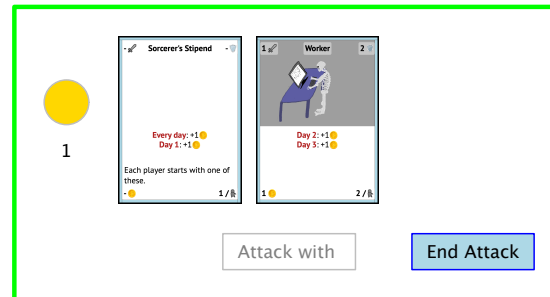 - Sorcerer's Stipend -
Every day: +1
Day 1: +1
Each player starts with one of
these.
- 1 /
1 Worker 2
Day 2: +1
Day 3: +1
1 2 /
1
Attack with
End Attack